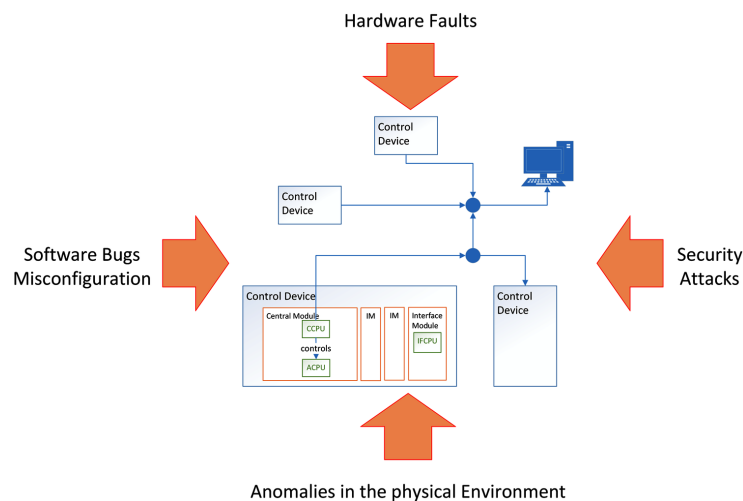 Hardware Faults
Control
Device
Control
Device
Software Bugs
Misconfiguration
Security
Attacks
Control Device
Central Module
IM
IM
Interface
Module
CCPU
IFCPU
controls
ACPU
Control
Device
Anomalies in the physical Environment